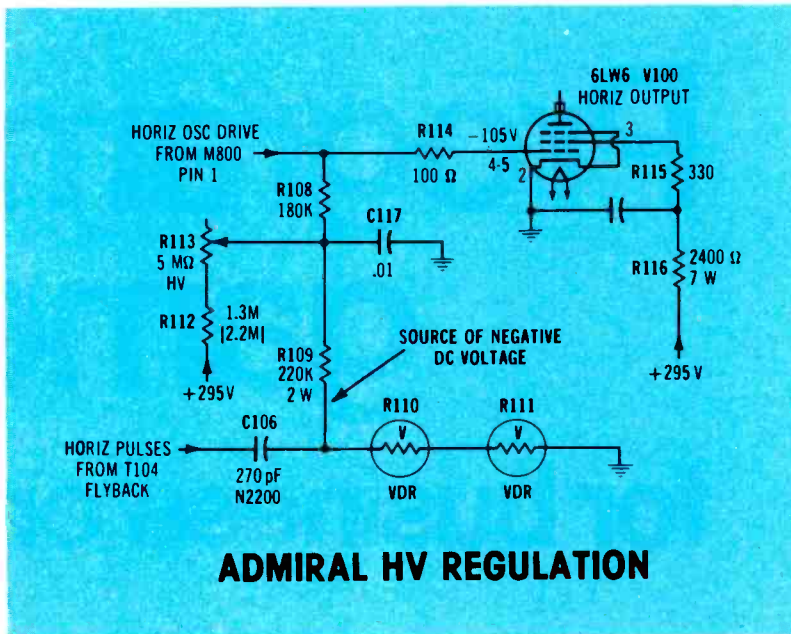 6LW6 V100
HORIZ OUTPUT
HORIZ OSC DRIVE
FROM M800
PIN 1
R114
100 Ω
-105V
4-5
2
3
R115
330
R108
180K
C117
.01
R113
5 MΩ
HV
R116
2400 Ω
7 W
R112
1.3M
|2.2M|
+295V
+295V
SOURCE OF NEGATIVE
DC VOLTAGE
R109
220K
2 W
R110
V
VDR
R111
V
VDR
C106
270 pF
N2200
HORIZ PULSES
FROM T104
FLYBACK
ADMIRAL HV REGULATION